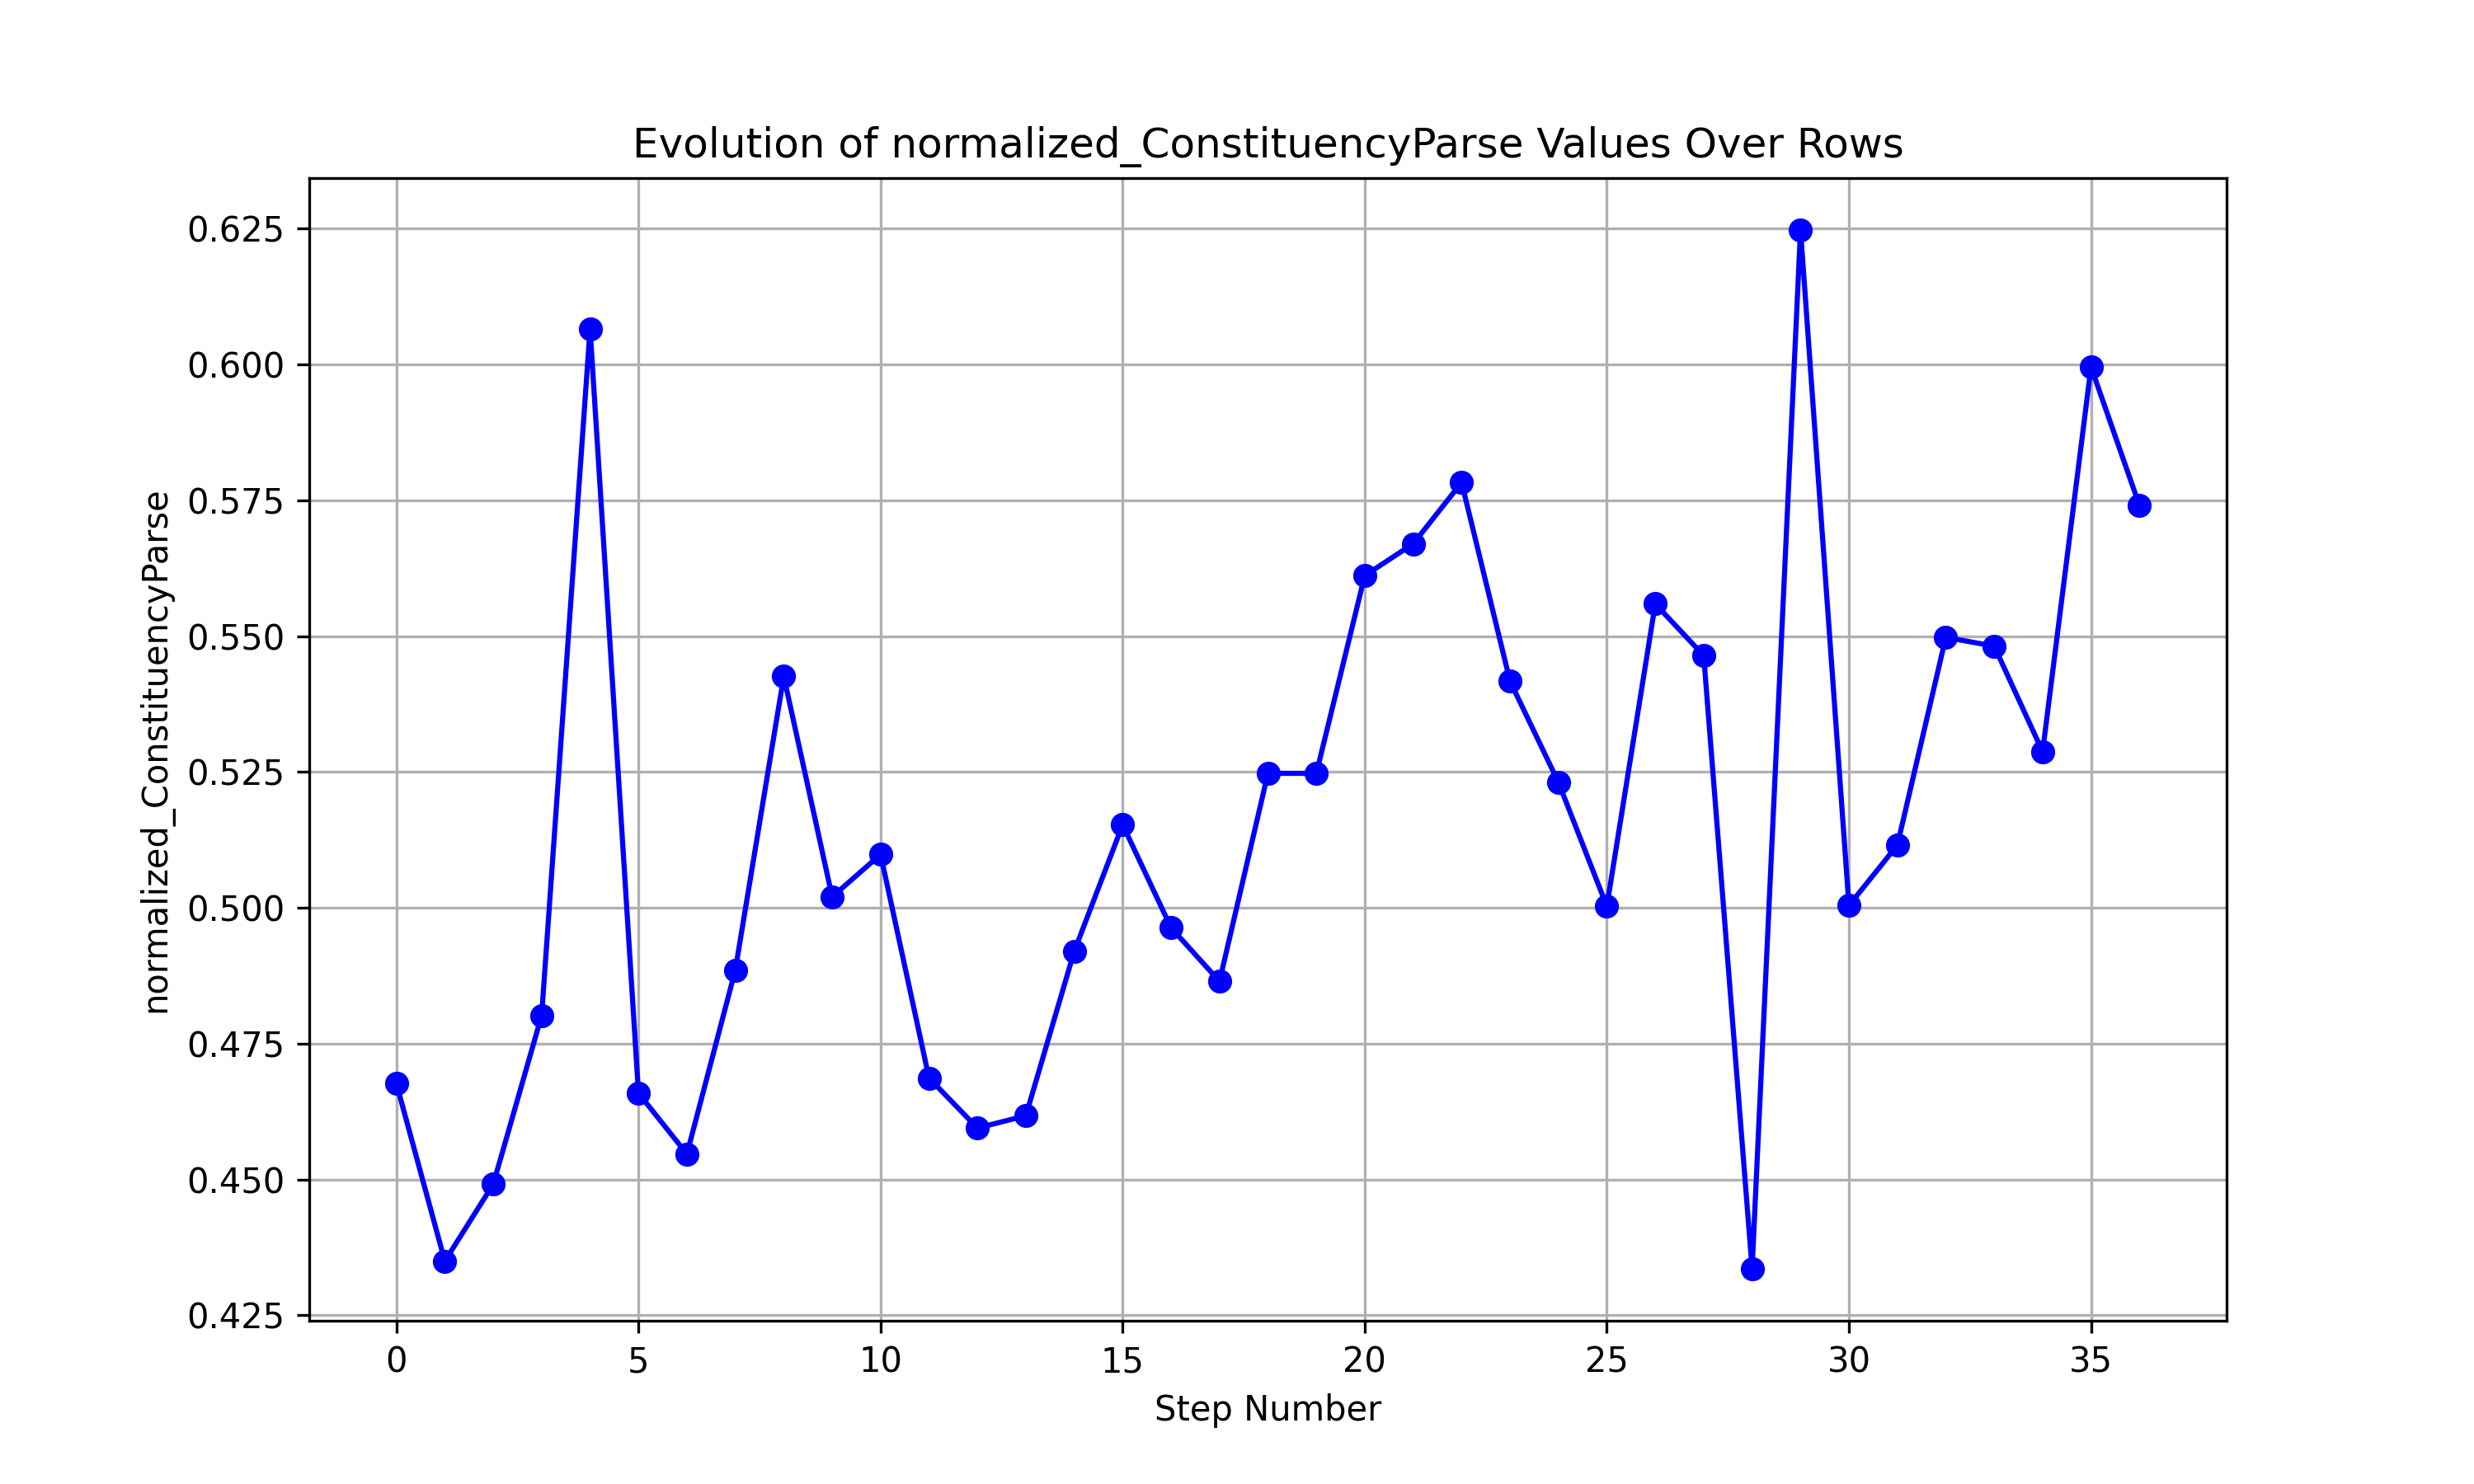 Evolution of normalized_ConstituencyParse Values Over Rows
normalized_ConstituencyParse
0.625
0.600
0.575
0.550
0.525
0.500
0.475
0.450
0.425
0 5 10 15 20 25 30 35
Step Number